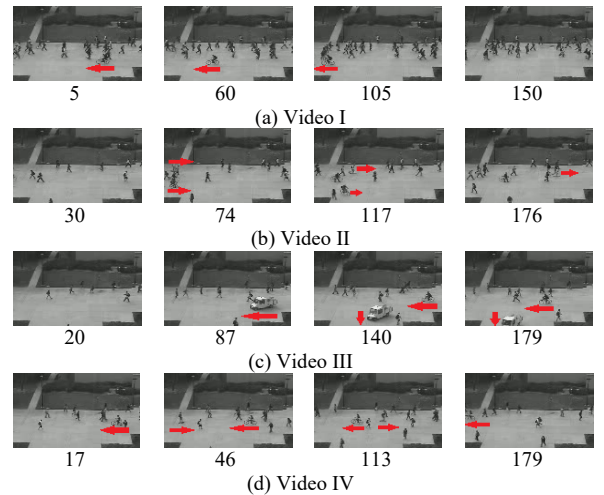 5 60 105 150
(a) Video I
30 74 117 176
(b) Video II
20 87 140 179
(c) Video III
17 46 113 179
(d) Video IV